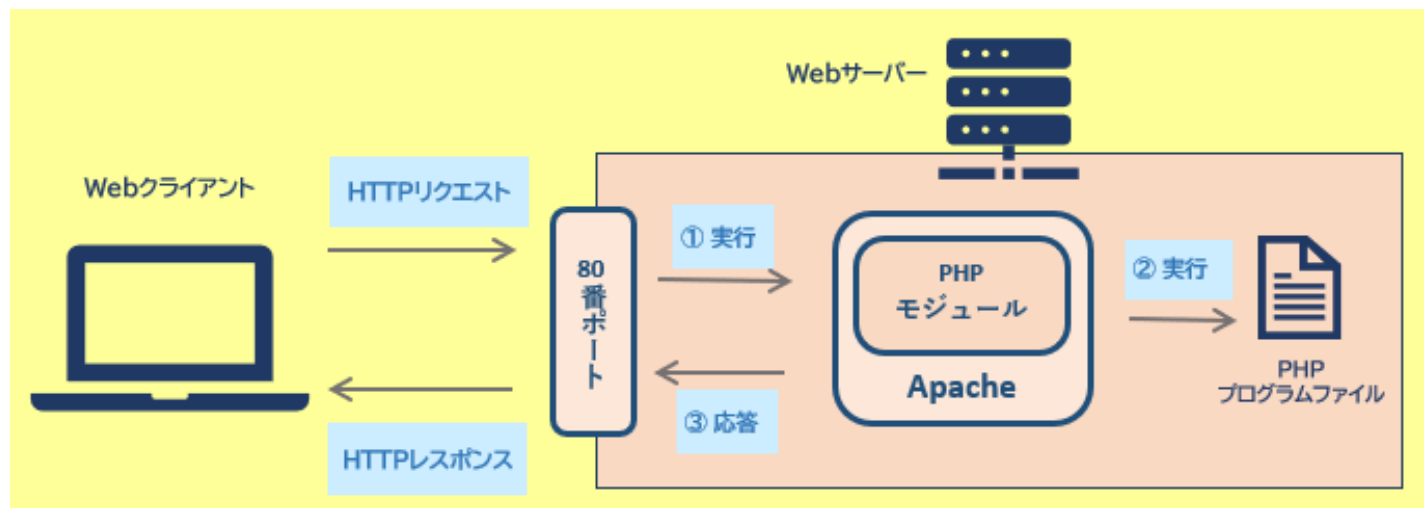 Webサーバー
Webクライアント
HTTPリクエスト
80
番ポート
① 実行
PHP
モジュール
Apache
② 実行
PHP
プログラムファイル
③ 応答
HTTPレスポンス